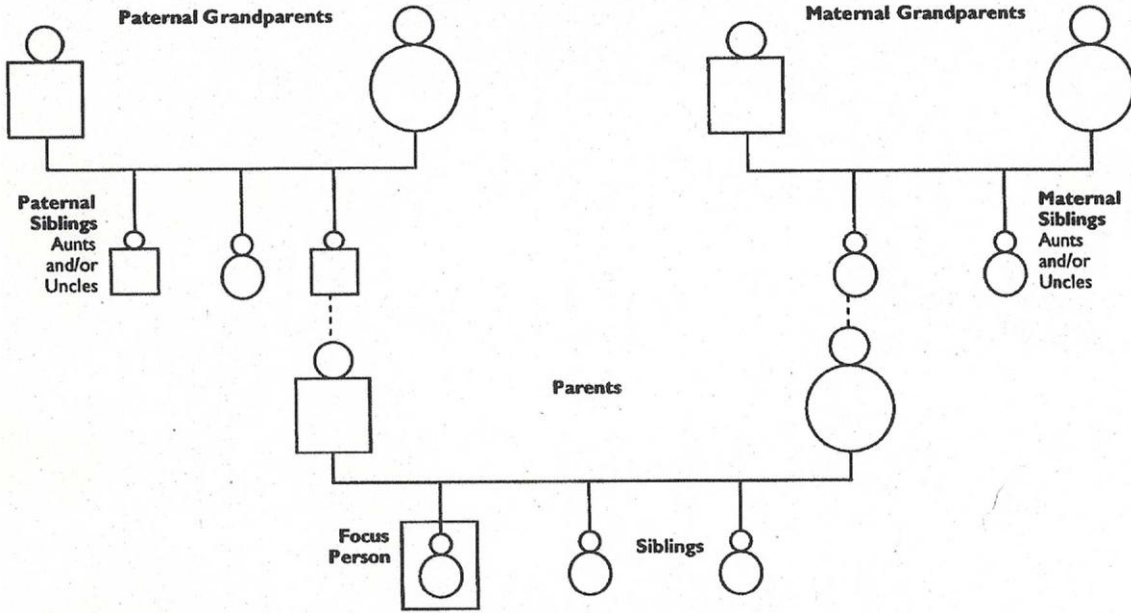 Paternal Grandparents
Maternal Grandparents
Paternal
Siblings
Aunts
and/or
Uncles
Maternal
Siblings
Aunts
and/or
Uncles
Parents
Focus
Person
Siblings